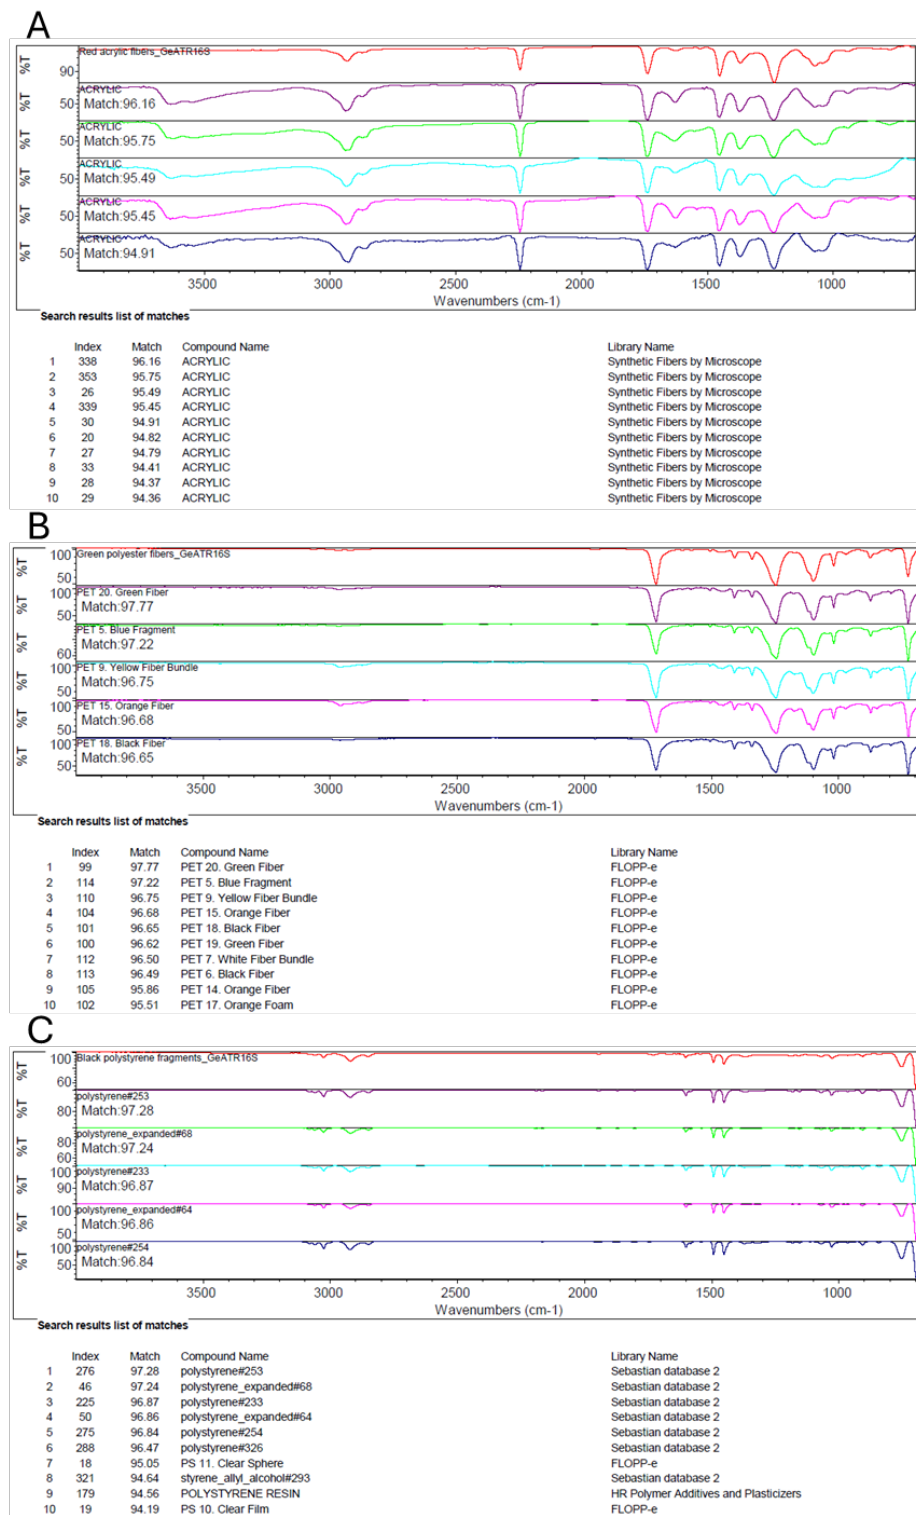 A
%T 90 Red acrylic fibers_GeATR16S
%T 50 ACRYLIC
Match:96.16
%T 50 ACRYLIC
Match:95.75
%T 50 ACRYLIC
Match:95.49
%T 50 ACRYLIC
Match:95.45
%T 50 ACRYLIC
Match:94.91
3500 3000 2500 2000 1500 1000
Wavenumbers (cm-1)
Search results list of matches
Index Match Compound Name Library Name
1 338 96.16 ACRYLIC Synthetic Fibers by Microscope
2 353 95.75 ACRYLIC Synthetic Fibers by Microscope
3 26 95.49 ACRYLIC Synthetic Fibers by Microscope
4 339 95.45 ACRYLIC Synthetic Fibers by Microscope
5 30 94.91 ACRYLIC Synthetic Fibers by Microscope
6 20 94.82 ACRYLIC Synthetic Fibers by Microscope
7 27 94.79 ACRYLIC Synthetic Fibers by Microscope
8 33 94.41 ACRYLIC Synthetic Fibers by Microscope
9 28 94.37 ACRYLIC Synthetic Fibers by Microscope
10 29 94.36 ACRYLIC Synthetic Fibers by Microscope
B
%T 100 50 Green polyester fibers_GeATR16S
%T 100 50 PET 20. Green Fiber
Match:97.77
%T 60 PET 5. Blue Fragment
Match:97.22
%T 100 50 PET 9. Yellow Fiber Bundle
Match:96.75
%T 100 50 PET 15. Orange Fiber
Match:96.68
%T 100 50 PET 18. Black Fiber
Match:96.65
3500 3000 2500 2000 1500 1000
Wavenumbers (cm-1)
Search results list of matches
Index Match Compound Name Library Name
1 99 97.77 PET 20. Green Fiber FLOPP-e
2 114 97.22 PET 5. Blue Fragment FLOPP-e
3 110 96.75 PET 9. Yellow Fiber Bundle FLOPP-e
4 104 96.68 PET 15. Orange Fiber FLOPP-e
5 101 96.65 PET 18. Black Fiber FLOPP-e
6 100 96.62 PET 19. Green Fiber FLOPP-e
7 112 96.50 PET 7. White Fiber Bundle FLOPP-e
8 113 96.49 PET 6. Black Fiber FLOPP-e
9 105 95.86 PET 14. Orange Fiber FLOPP-e
10 102 95.51 PET 17. Orange Foam FLOPP-e
C
%T 100 60 Black polystyrene fragments_GeATR16S
%T 80 polystyrene#253
Match:97.28
%T 80 60 polystyrene_expanded#68
Match:97.24
%T 100 90 polystyrene#233
Match:96.87
%T 100 50 polystyrene_expanded#64
Match:96.86
%T 100 50 polystyrene#254
Match:96.84
3500 3000 2500 2000 1500 1000
Wavenumbers (cm-1)
Search results list of matches
Index Match Compound Name Library Name
1 276 97.28 polystyrene#253 Sebastian database 2
2 46 97.24 polystyrene_expanded#68 Sebastian database 2
3 225 96.87 polystyrene#233 Sebastian database 2
4 50 96.86 polystyrene_expanded#64 Sebastian database 2
5 275 96.84 polystyrene#254 Sebastian database 2
6 288 96.47 polystyrene#326 Sebastian database 2
7 18 95.05 PS 11. Clear Sphere FLOPP-e
8 321 94.64 styrene_allyl_alcohol#293 Sebastian database 2
9 179 94.56 POLYSTYRENE RESIN HR Polymer Additives and Plasticizers
10 19 94.19 PS 10. Clear Film FLOPP-e